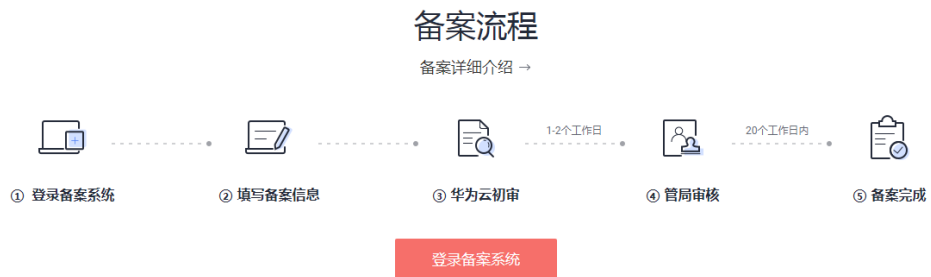 备案流程
备案详细介绍 →
1-2个工作日
20个工作日内
① 登录备案系统
② 填写备案信息
③ 华为云初审
④ 管局审核
⑤ 备案完成
登录备案系统